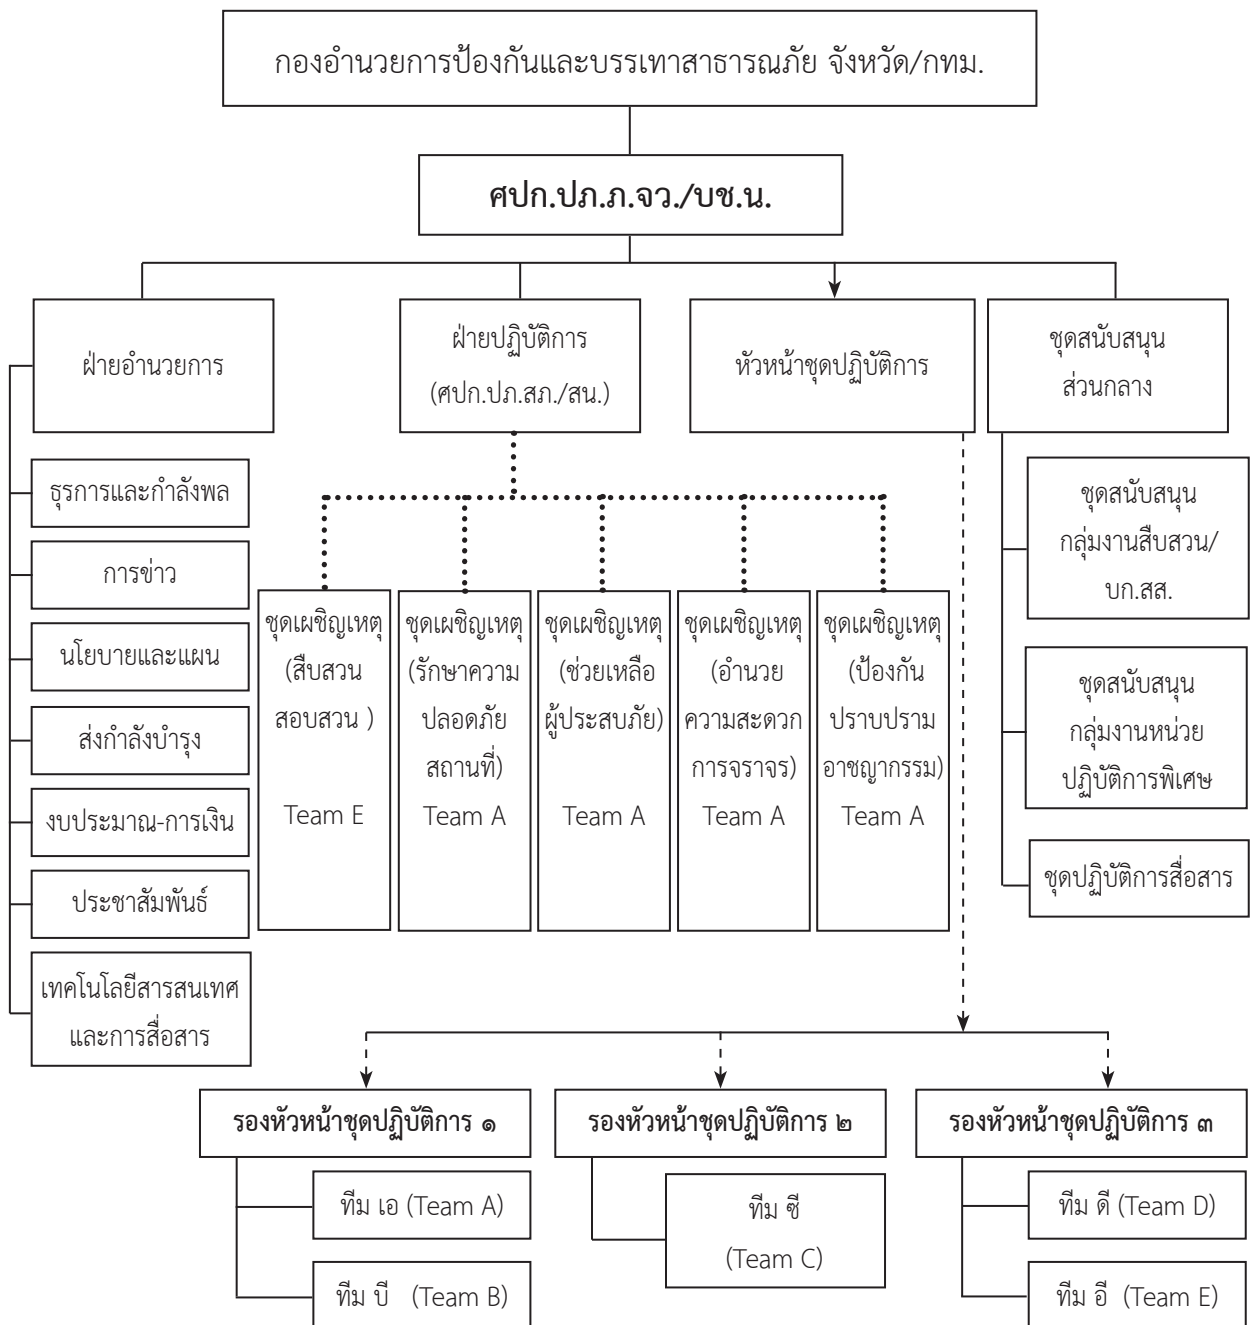 กองอำนวยการป้องกันและบรรเทาสาธารณภัย จังหวัด/กทม.
ศปก.ปภ.ภ.จว./บช.น.
ฝ่ายอำนวยการ
ฝ่ายปฏิบัติการ
(ศปก.ปภ.สภ./สน.)
หัวหน้าชุดปฏิบัติการ
ชุดสนับสนุน
ส่วนกลาง
ธุรการและกำลังพล
การข่าว
นโยบายและแผน
ส่งกำลังบำรุง
งบประมาณ-การเงิน
ประชาสัมพันธ์
เทคโนโลยีสารสนเทศ
และการสื่อสาร
ชุดเผชิญเหตุ
(สืบสวน
สอบสวน )
Team E
ชุดเผชิญเหตุ
(รักษาความ
ปลอดภัย
สถานที่)
Team A
ชุดเผชิญเหตุ
(ช่วยเหลือ
ผู้ประสบภัย)
Team A
ชุดเผชิญเหตุ
(อำนวย
ความสะดวก
การจราจร)
Team A
ชุดเผชิญเหตุ
(ป้องกัน
ปราบปราม
อาชญากรรม)
Team A
ชุดสนับสนุน
กลุ่มงานสืบสวน/
บก.สส.
ชุดสนับสนุน
กลุ่มงานหน่วย
ปฏิบัติการพิเศษ
ชุดปฏิบัติการสื่อสาร
รองหัวหน้าชุดปฏิบัติการ ๑
ทีม เอ (Team A)
ทีม บี (Team B)
รองหัวหน้าชุดปฏิบัติการ ๒
ทีม ซี
(Team C)
รองหัวหน้าชุดปฏิบัติการ ๓
ทีม ดี (Team D)
ทีม อี (Team E)